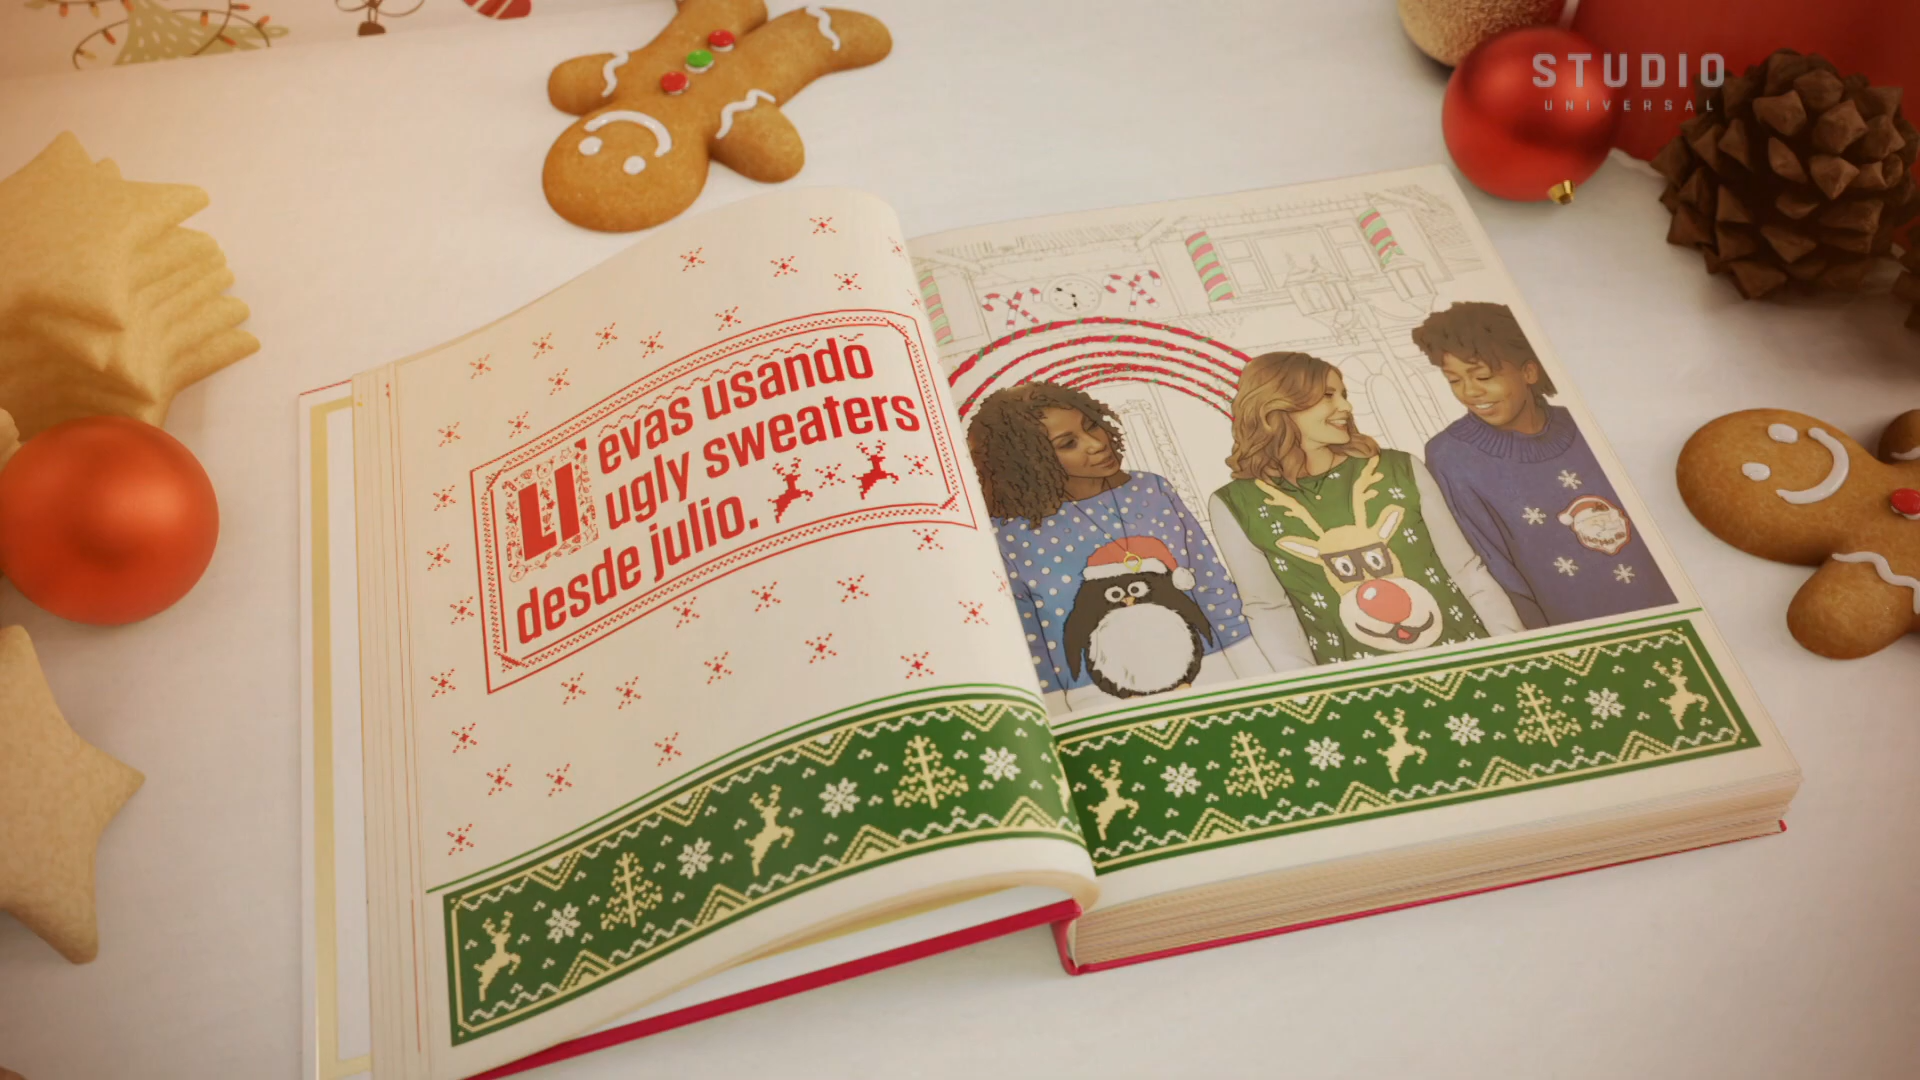 STUDIO
UNIVERSAL
Llevas usando
ugly sweaters
desde julio.